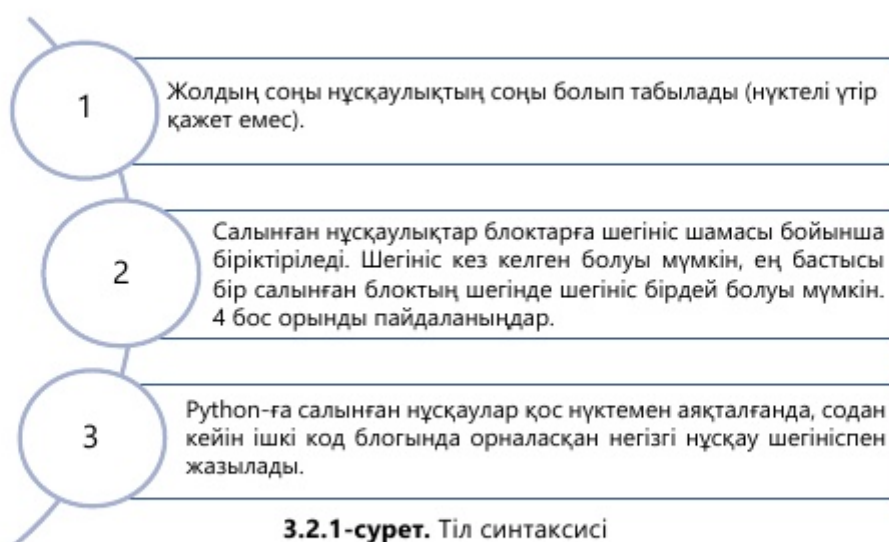 1
Жолдың соңы нұсқаулықтың соңы болып табылады (нүктелі үтір
қажет емес).
2
Салынған нұсқаулықтар блоктарға шегініс шамасы бойынша
біріктіріледі. Шегініс кез келген болуы мүмкін, ең бастысы
бір салынған блоктың шегінде шегініс бірдей болуы мүмкін.
4 бос орынды пайдаланыңдар.
3
Python-ға салынған нұсқаулар қос нүктемен аяқталғанда, содан
кейін ішкі код блогында орналасқан негізгі нұсқау шегініспен
жазылады.
3.2.1-сурет. Тіл синтаксисі